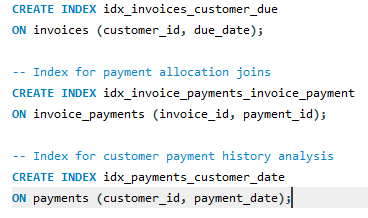 CREATE INDEX idx_invoices_customer_due
ON invoices (customer_id, due_date);
-- Index for payment allocation joins
CREATE INDEX idx_invoice_payments_invoice_payment
ON invoice_payments (invoice_id, payment_id);
-- Index for customer payment history analysis
CREATE INDEX idx_payments_customer_date
ON payments (customer_id, payment_date);